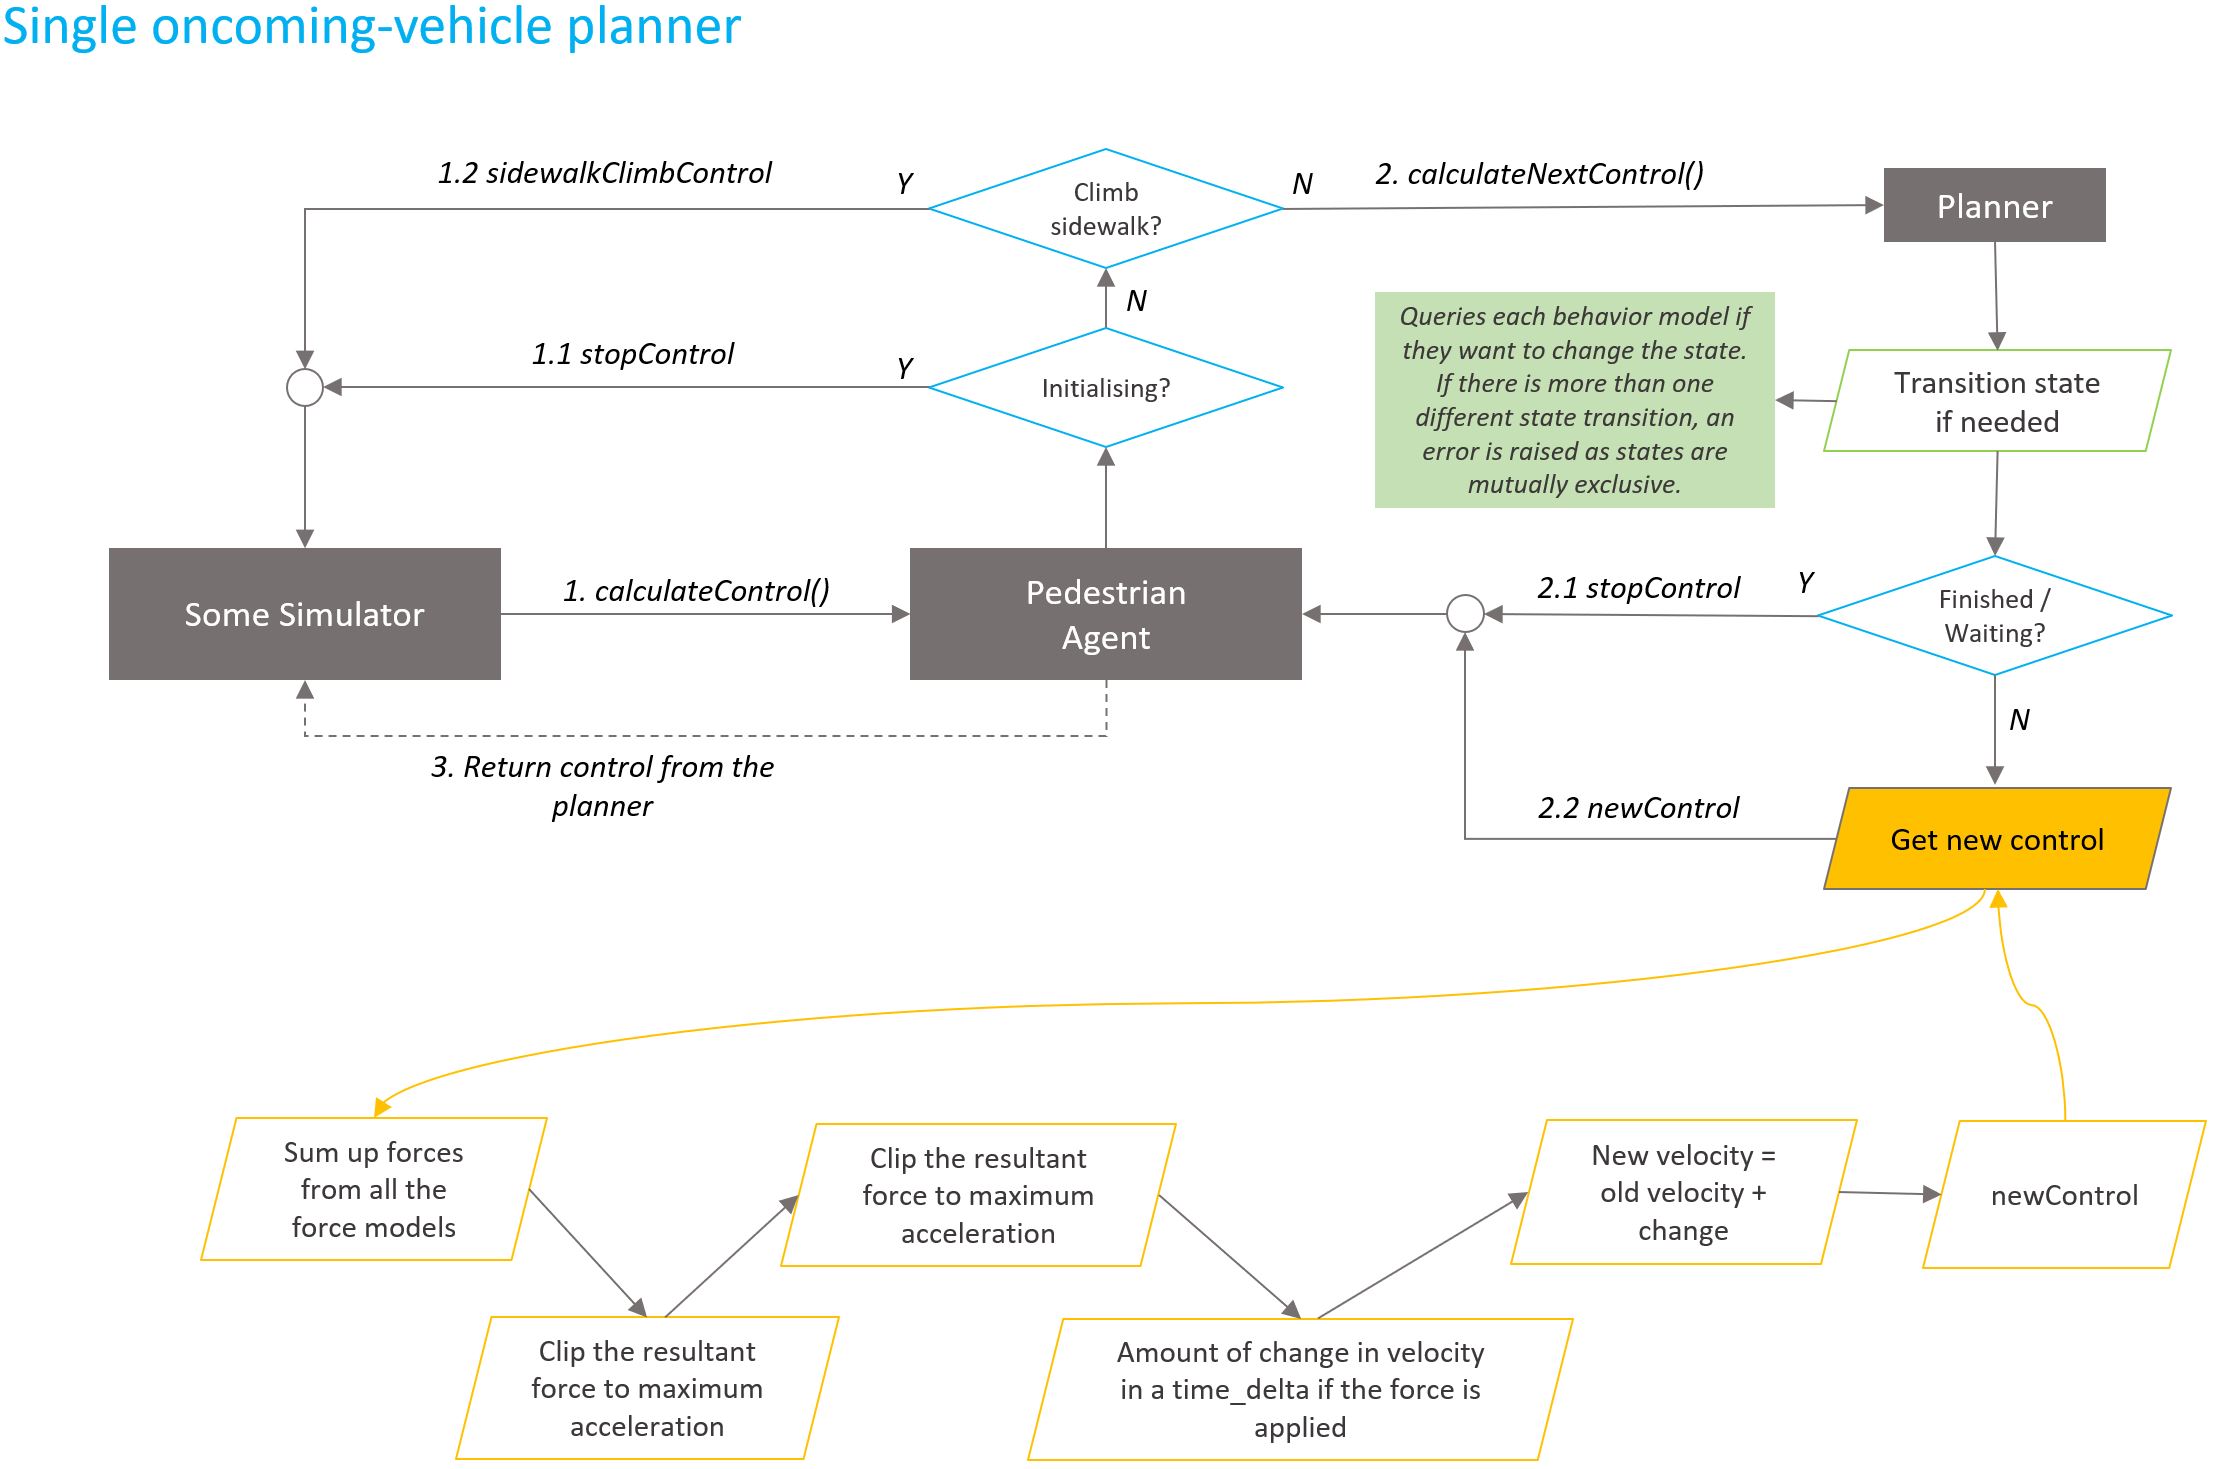 Single oncoming-vehicle planner
1.2 sidewalkClimbControl
Y
Climb
sidewalk?
N
2. calculateNextControl()
Planner
N
1.1 stopControl
Y
Initialising?
Queries each behavior model if
they want to change the state.
If there is more than one
different state transition, an
error is raised as states are
mutually exclusive.
Transition state
if needed
Some Simulator
1. calculateControl()
Pedestrian
Agent
2.1 stopControl
Y
Finished /
Waiting?
N
3. Return control from the
planner
2.2 newControl
Get new control
Sum up forces
from all the
force models
Clip the resultant
force to maximum
acceleration
Clip the resultant
force to maximum
acceleration
Amount of change in velocity
in a time_delta if the force is
applied
New velocity =
old velocity +
change
newControl